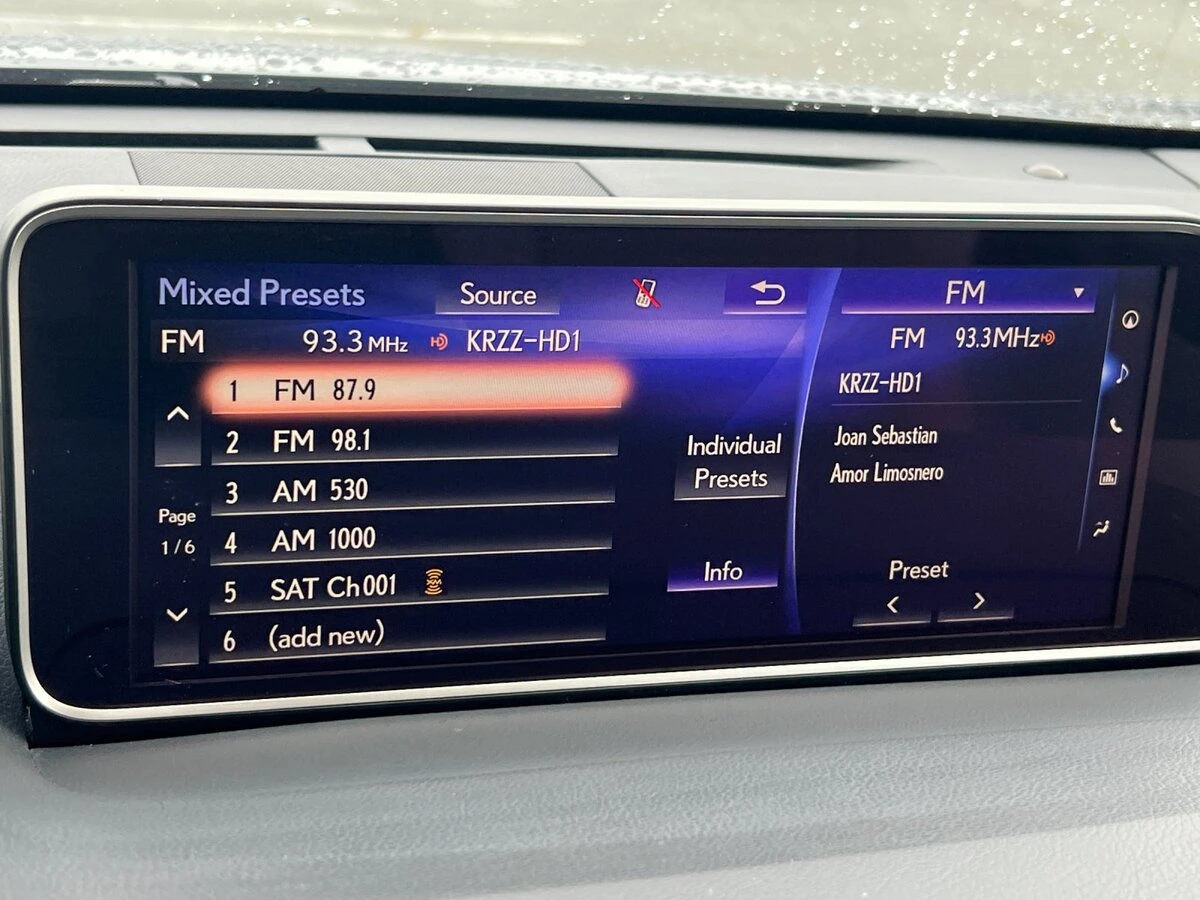 Mixed Presets
Source
FM 93.3 MHz HD KRZZ-HD1
1 FM 87.9
2 FM 98.1
3 AM 530
4 AM 1000
5 SAT Ch001
6 (add new)
Page
1/6
Individual
Presets
Info
FM
FM 93.3MHz HD
KRZZ-HD1
Joan Sebastian
Amor Limosnero
Preset